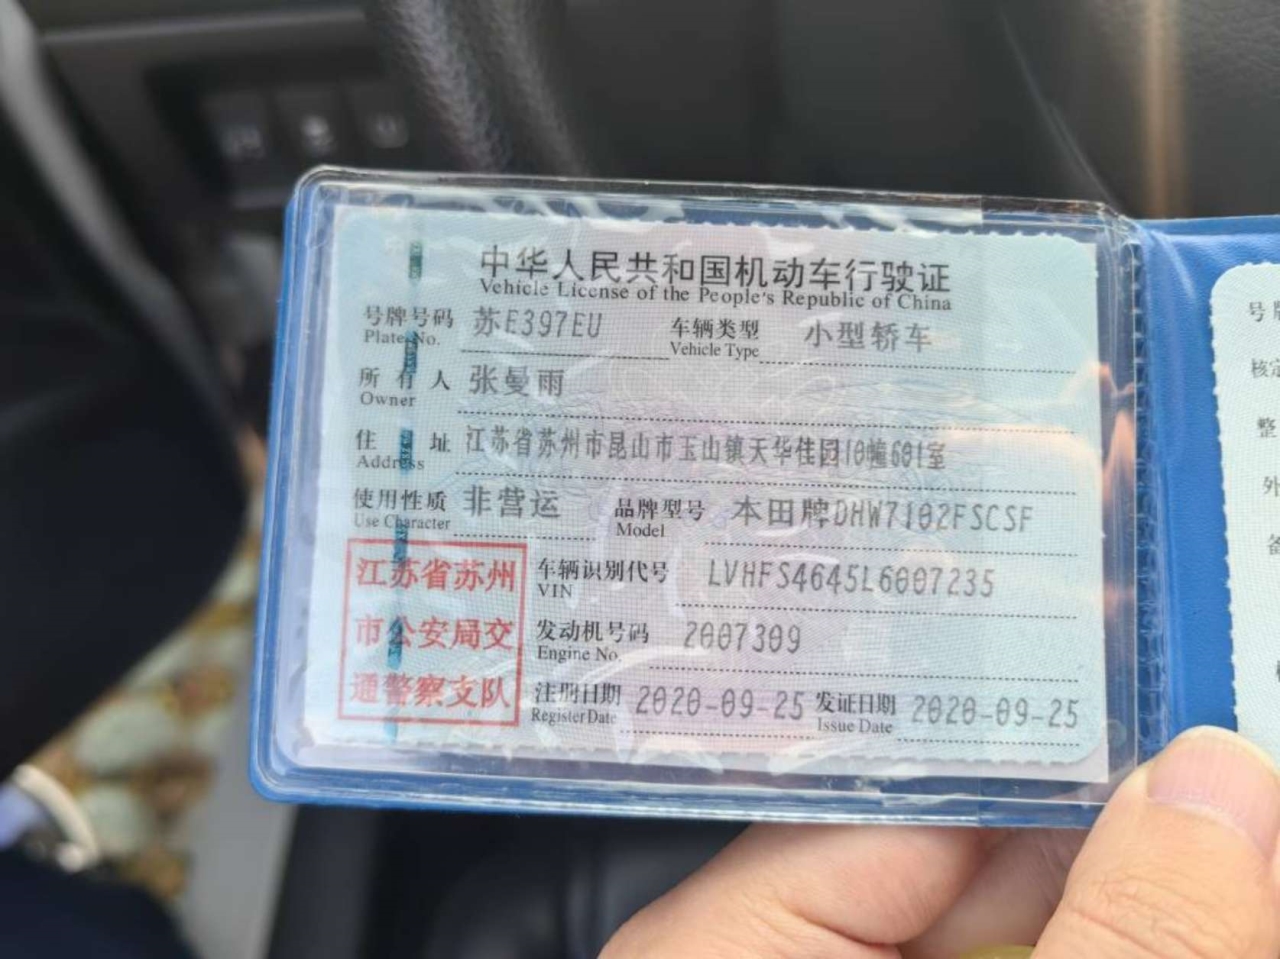 中华人民共和国机动车行驶证
Vehicle License of the People's Republic of China
号牌号码 苏E397EU 车辆类型 小型轿车
Plate No. Vehicle Type
所有人 张曼雨
Owner
住址 江苏省苏州市昆山市玉山镇天华佳园10幢601室
Address
使用性质 非营运 品牌型号 本田牌DHW7102FSCSF
Use Character Model
江苏省苏州
市公安局交
通警察支队
车辆识别代号 LVHFS4645L6007235
VIN
发动机号码 2007309
Engine No.
注册日期 2020-09-25 发证日期 2020-09-25
Register Date Issue Date
号牌
核定
整
外